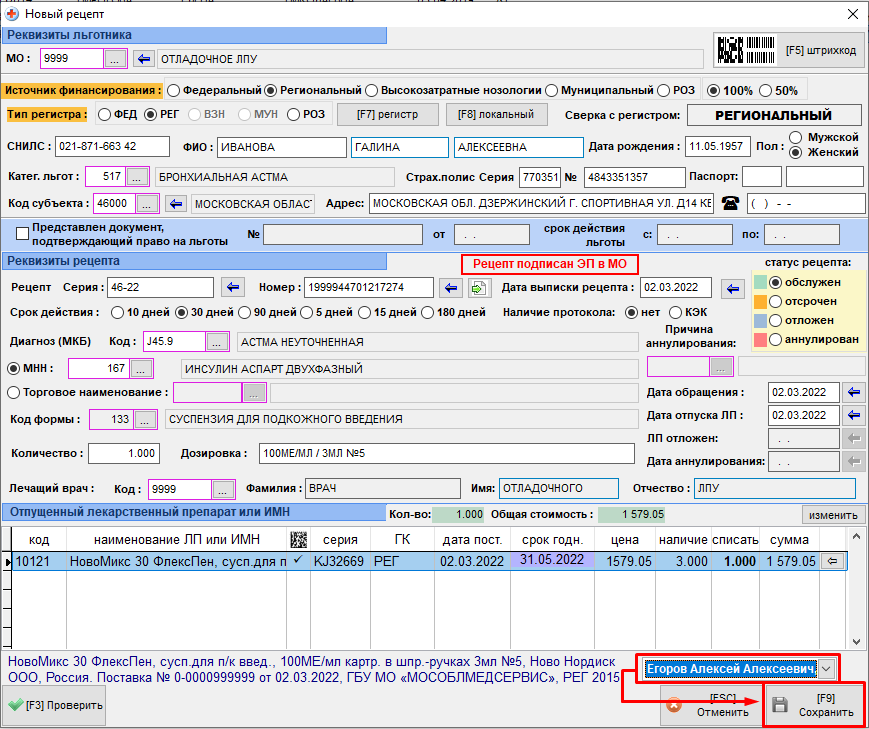 Новый рецепт
Реквизиты льготника
МО : 9999 ... ОТЛАДОЧНОЕ ЛПУ [F5] штрихкод
Источник финансирования : Федеральный Региональный Высокозатратные нозологии Муниципальный РОЗ 100% 50%
Тип регистра : ФЕД РЕГ ВЗН МУН РОЗ [F7] регистр [F8] локальный Сверка с регистром: РЕГИОНАЛЬНЫЙ
СНИЛС : 021-871-663 42 ФИО : ИВАНОВА ГАЛИНА АЛЕКСЕЕВНА Дата рождения : 11.05.1957 Пол : Мужской
Женский
Катег. льгот : 517 ... БРОНХИАЛЬНАЯ АСТМА Страх.полис Серия 770351 № 4843351357 Паспорт:
Код субъекта : 46000 ... МОСКОВСКАЯ ОБЛАС Адрес: МОСКОВСКАЯ ОБЛ. ДЗЕРЖИНСКИЙ Г. СПОРТИВНАЯ УЛ. Д14 КЕ ( ) - -
Представлен документ,
подтверждающий право на льготы № от . . срок действия
льготы с: . . по: . .
Реквизиты рецепта Рецепт подписан ЭП в МО статус рецепта:
Рецепт Серия : 46-22 Номер : 1999944701217274 Дата выписки рецепта : 02.03.2022 обслужен
отсрочен
Срок действия : 10 дней 30 дней 90 дней 5 дней 15 дней 180 дней Наличие протокола: нет КЭК отложен
Диагноз (МКБ) Код : J45.9 ... АСТМА НЕУТОЧНЕННАЯ Причина
аннулирования: аннулирован
МНН : 167 ... ИНСУЛИН АСПАРТ ДВУХФАЗНЫЙ ...
Торговое наименование : ... Дата обращения : 02.03.2022
Код формы : 133 ... СУСПЕНЗИЯ ДЛЯ ПОДКОЖНОГО ВВЕДЕНИЯ Дата отпуска ЛП : 02.03.2022
ЛП отложен: . .
Количество : 1.000 Дозировка : 100МЕ/МЛ / 3МЛ №5 Дата аннулирования: . .
Лечащий врач : Код : 9999 ... Фамилия : ВРАЧ Имя: ОТЛАДОЧНОГО Отчество : ЛПУ
Отпущенный лекарственный препарат или ИМН Кол-во: 1.000 Общая стоимость : 1 579.05 изменить
код наименование ЛП или ИМН серия ГК дата пост. срок годн. цена наличие списать сумма
10121 НовоМикс 30 ФлексПен, сусп.для п KJ32669 РЕГ 02.03.2022 31.05.2022 1579.05 3.000 1.000 1 579.05
НовоМикс 30 ФлексПен, сусп.для п/к введ., 100МЕ/мл картр. в шпр.-ручках 3мл №5, Ново Нордиск
ООО, Россия. Поставка № 0-0000999999 от 02.03.2022, ГБУ МО «МОСОБЛМЕДСЕРВИС», РЕГ 2015
Егоров Алексей Алексеевич
[F3] Проверить [ESC]
Отменить [F9]
Сохранить